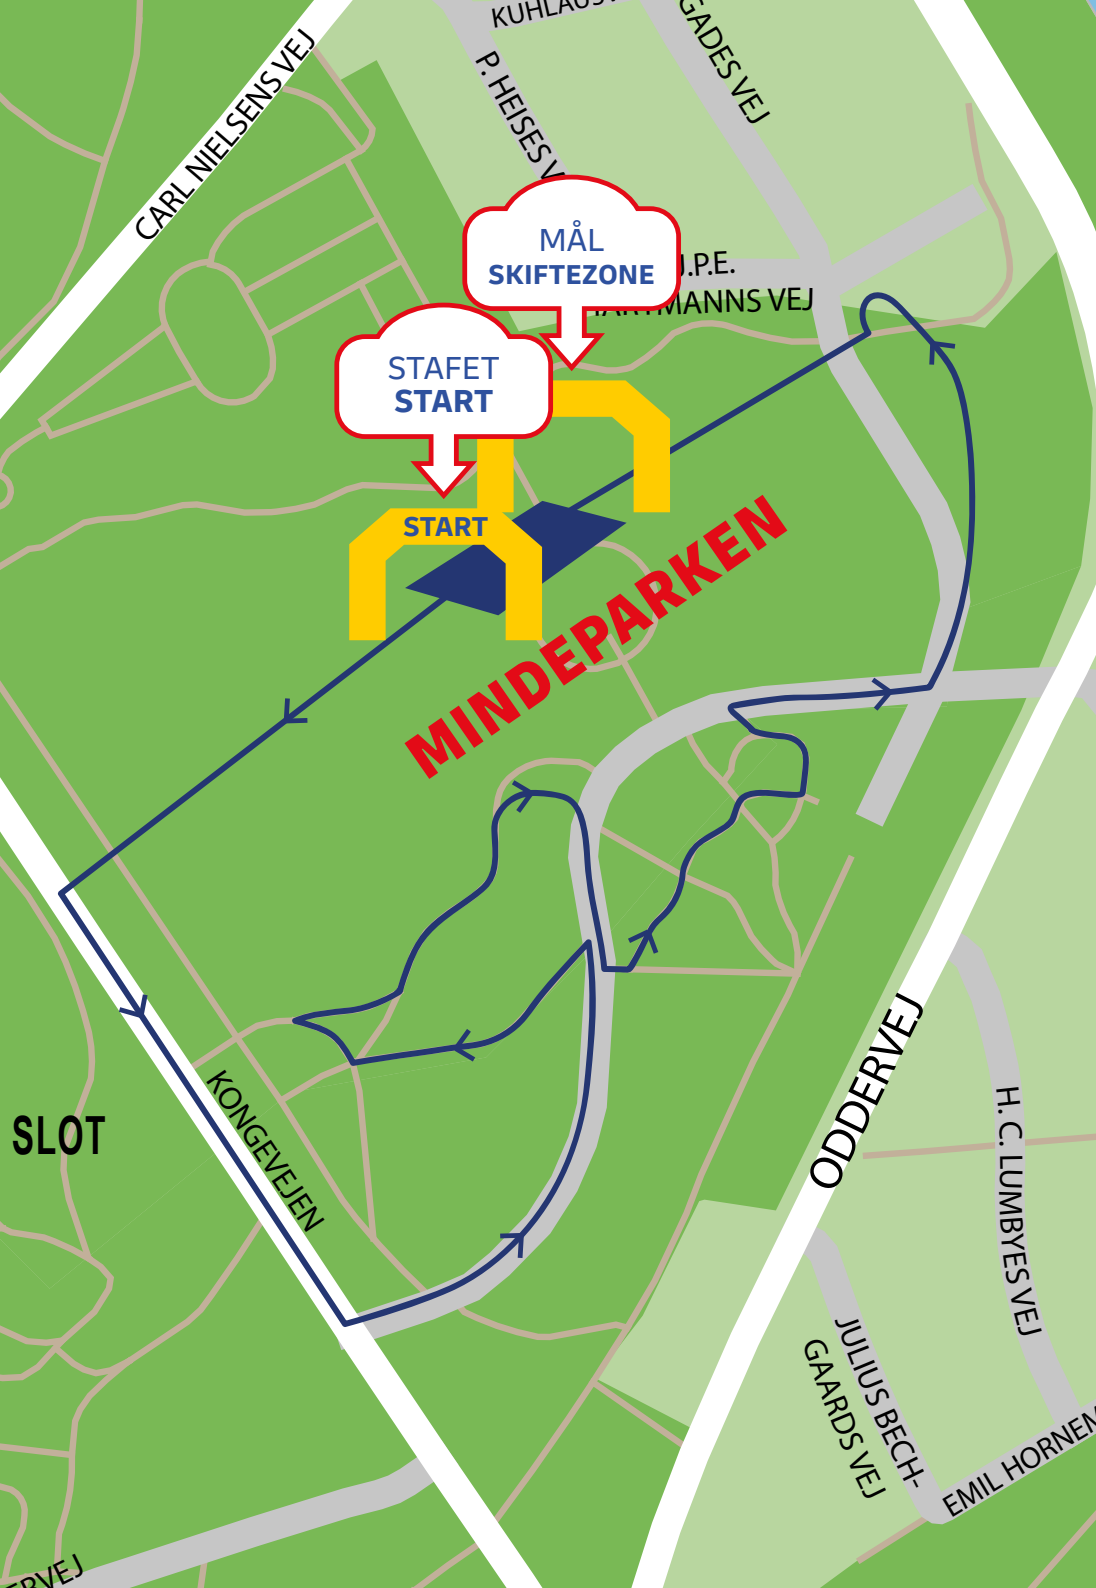 CARL NIELSENS VEJ
P. HEISES V
GADES VEJ
MÅL
SKIFTEZONE
J.P.E.
MANNS VEJ
STAFET
START
START
MINDEPARKEN
KONGEVEJEN
SLOT
ODDERVEJ
H. C. LUMBYES VEJ
JULIUS BECH-
GAARDS VEJ
EMIL HORNEM
ERVEJ